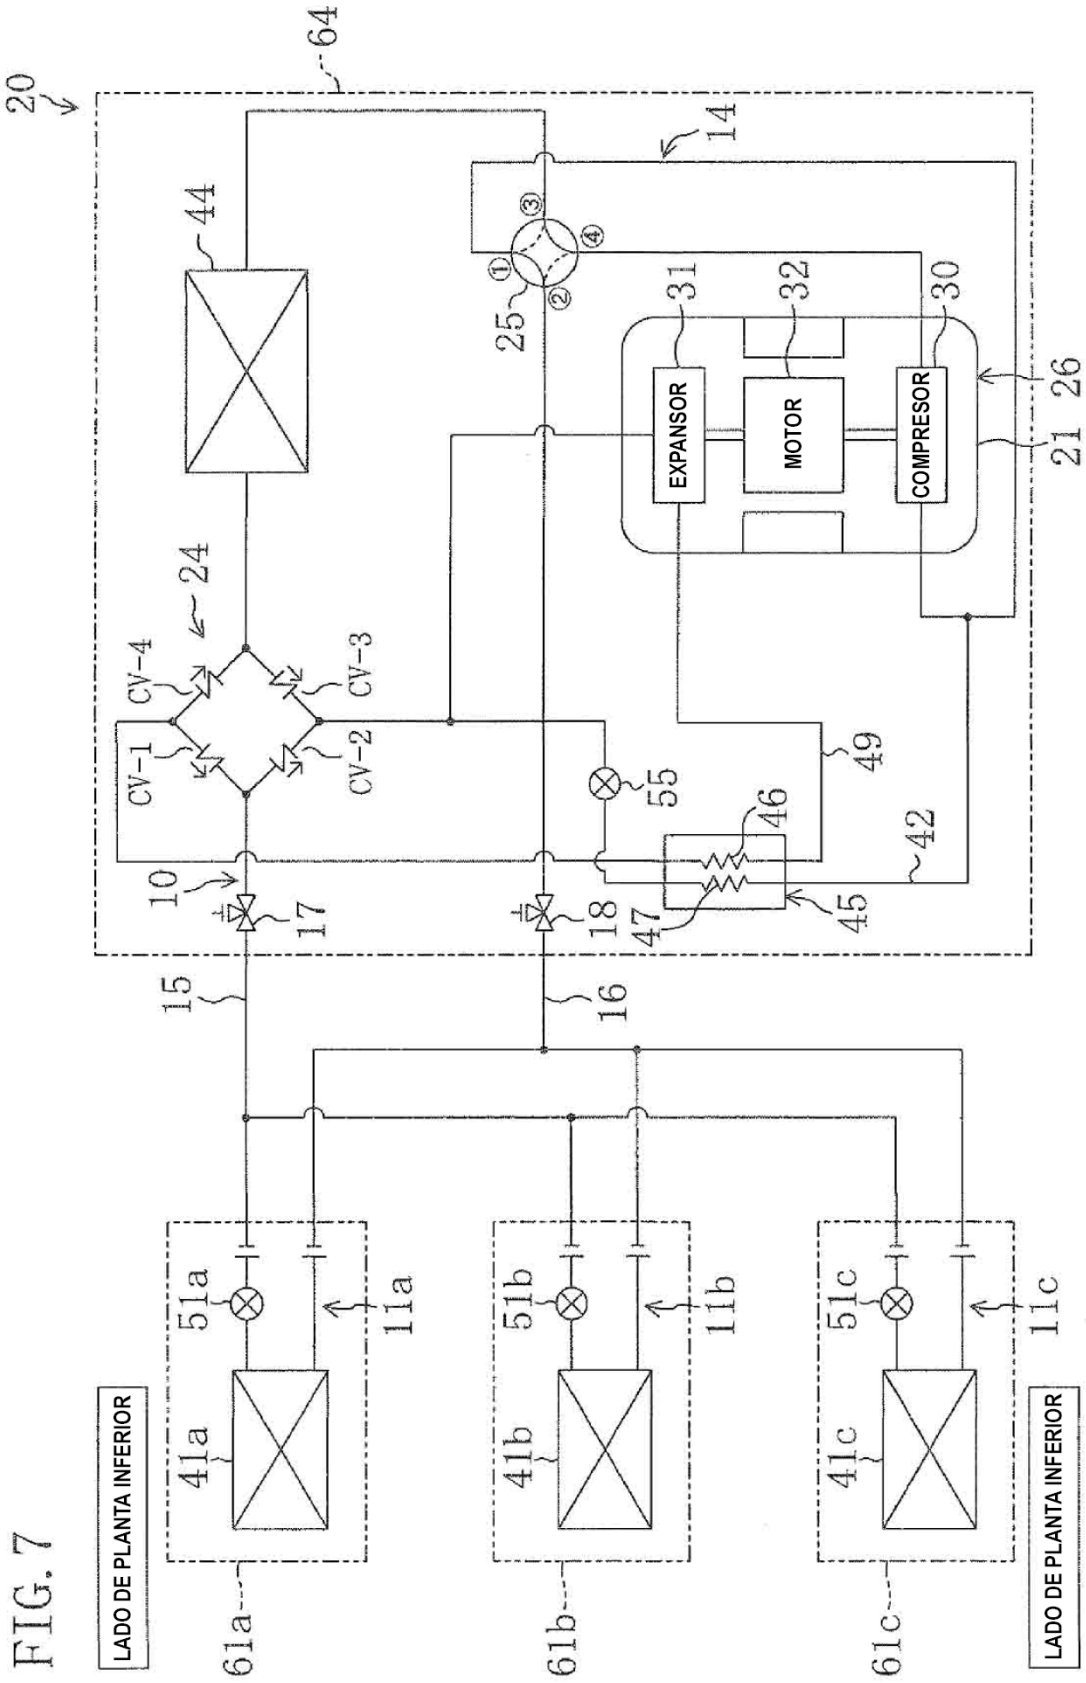 FIG. 7
20
64
44
14
24
CV-4
CV-3
CV-1
CV-2
①
②
③
④
25
31
32
30
EXPANSOR
MOTOR
COMPRESOR
26
21
10
17
18
55
46
47
45
49
42
15
16
LADO DE PLANTA INFERIOR
51a
41a
11a
61a
51b
41b
11b
61b
51c
41c
11c
61c
LADO DE PLANTA INFERIOR